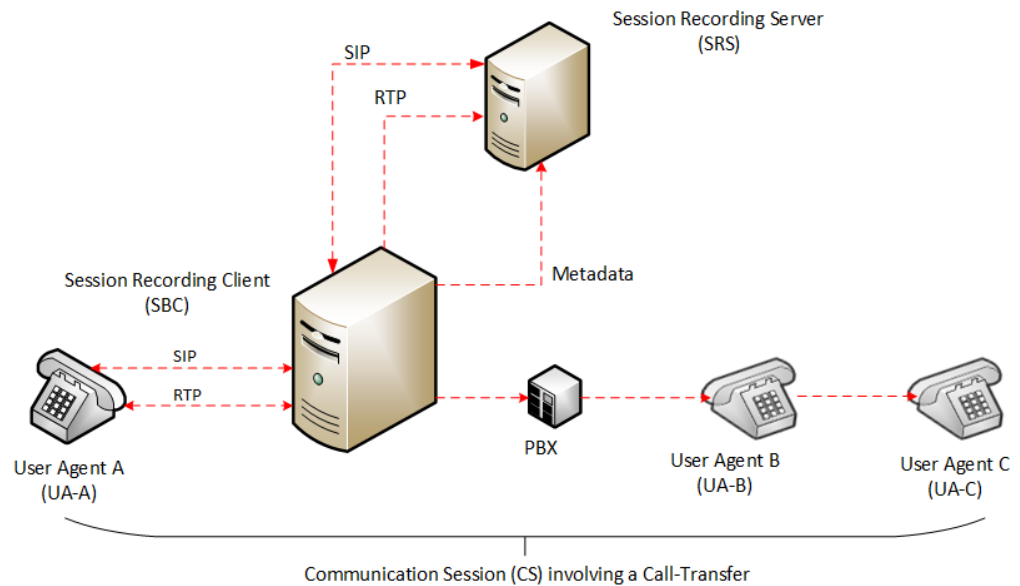 Session Recording Server
(SRS)
SIP
RTP
Session Recording Client
(SBC)
Metadata
SIP
RTP
PBX
User Agent A
(UA-A)
User Agent B
(UA-B)
User Agent C
(UA-C)
Communication Session (CS) involving a Call-Transfer